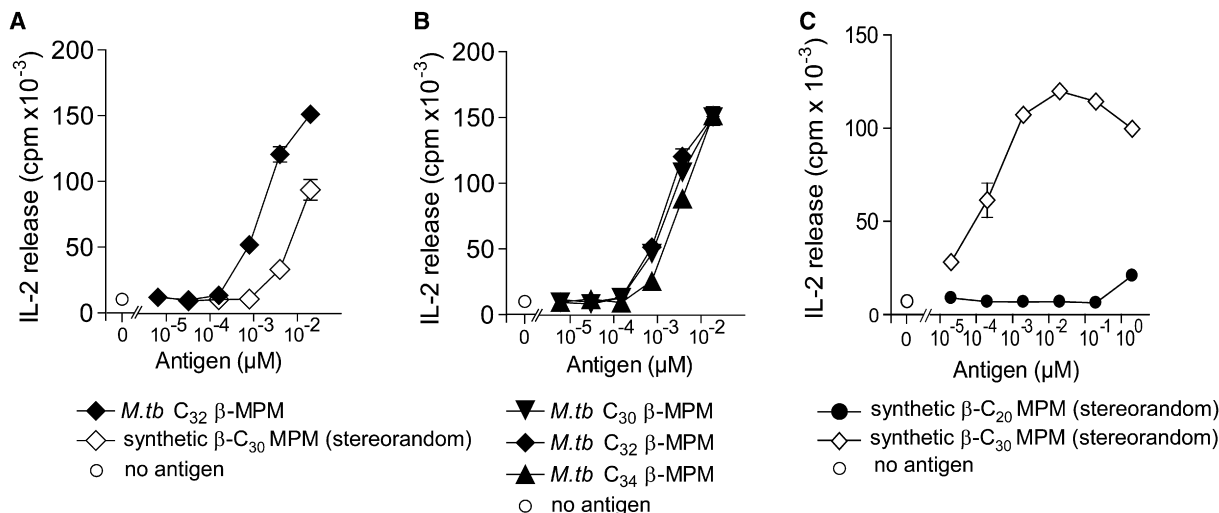 A
IL-2 release (cpm x10⁻³)
200
150
100
50
0
0 10⁻⁵ 10⁻⁴ 10⁻³ 10⁻²
Antigen (µM)
M.tb C₃₂ β-MPM
synthetic β-C₃₀ MPM (stereorandom)
no antigen
B
IL-2 release (cpm x10⁻³)
200
150
100
50
0
0 10⁻⁵ 10⁻⁴ 10⁻³ 10⁻²
Antigen (µM)
M.tb C₃₀ β-MPM
M.tb C₃₂ β-MPM
M.tb C₃₄ β-MPM
no antigen
C
IL-2 release (cpm x 10⁻³)
150
100
50
0
0 10⁻⁵ 10⁻⁴ 10⁻³ 10⁻² 10⁻¹ 10⁰
Antigen (µM)
synthetic β-C₂₀ MPM (stereorandom)
synthetic β-C₃₀ MPM (stereorandom)
no antigen